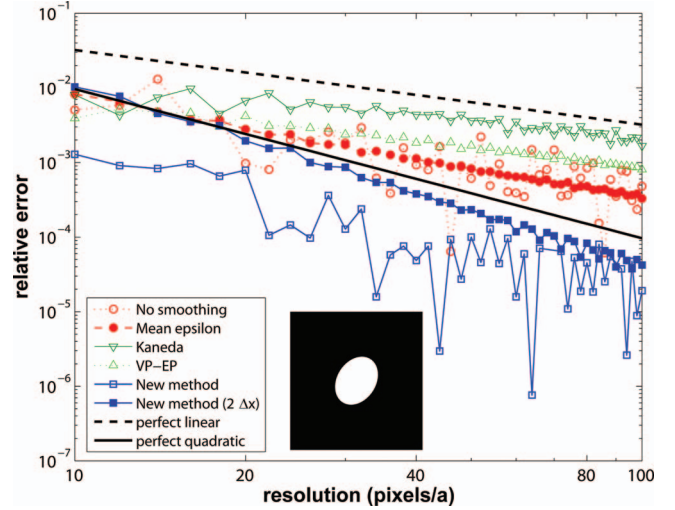 10⁻¹
10⁻²
10⁻³
10⁻⁴
10⁻⁵
10⁻⁶
10⁻⁷
relative error
No smoothing
Mean epsilon
Kaneda
VP−EP
New method
New method (2 Δx)
perfect linear
perfect quadratic
10 20 40 60 80 100
resolution (pixels/a)